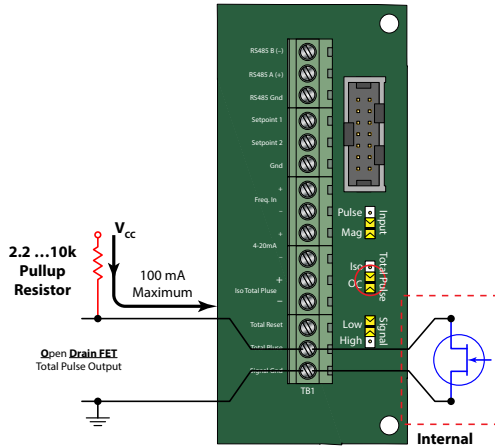 RS485 B (–)
RS485 A (+)
RS485 Gnd
Setpoint 1
Setpoint 2
Gnd
+
Freq. In
–
+
4-20mA
–
+
Iso Total Pluse
–
Total Reset
Total Pluse
Signal Gnd
TB1
Pulse
Mag
Input
Iso
OC
Total Pulse
Low
High
Signal
Vcc
2.2 ...10k
Pullup
Resistor
100 mA
Maximum
Open Drain FET
Total Pulse Output
Internal